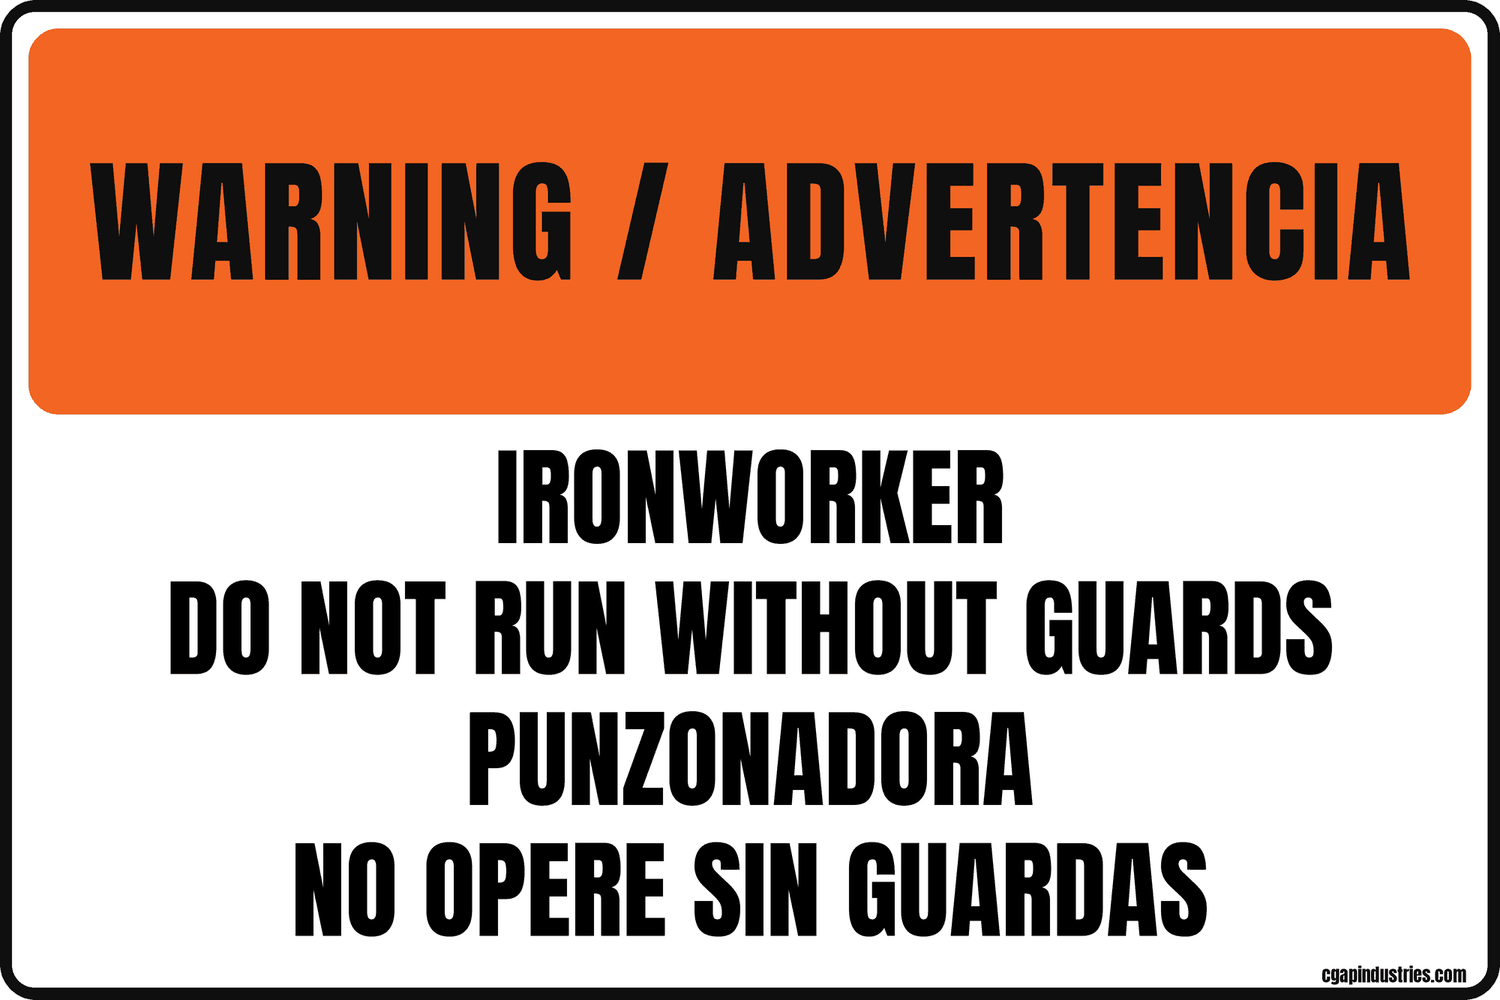 WARNING / ADVERTENCIA
IRONWORKER
DO NOT RUN WITHOUT GUARDS
PUNZONADORA
NO OPERE SIN GUARDAS
cgapindustries.com